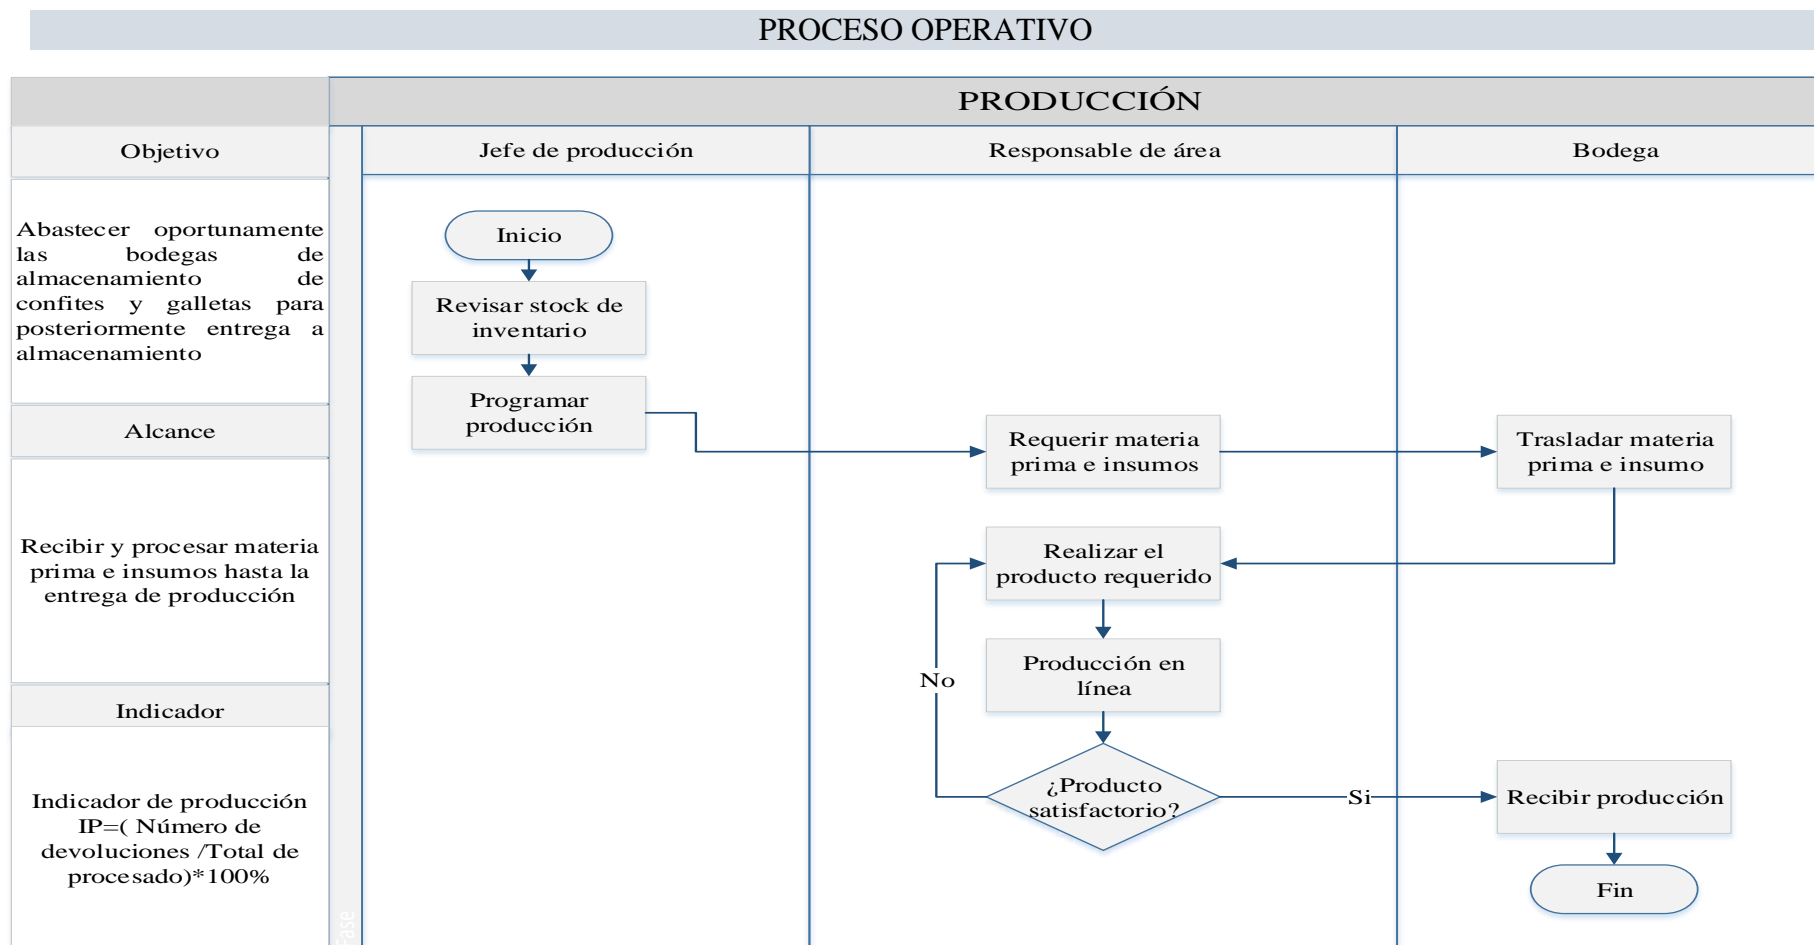 PROCESO OPERATIVO
PRODUCCIÓN
Objetivo
Jefe de producción
Responsable de área
Bodega
Abastecer oportunamente
las bodegas de
almacenamiento de
confites y galletas para
posteriormente entrega a
almacenamiento
Alcance
Recibir y procesar materia
prima e insumos hasta la
entrega de producción
Indicador
Indicador de producción
IP=( Número de
devoluciones /Total de
procesado)*100%
Fase
Inicio
Revisar stock de
inventario
Programar
producción
Requerir materia
prima e insumos
Trasladar materia
prima e insumo
Realizar el
producto requerido
Producción en
línea
No
¿Producto
satisfactorio?
Si
Recibir producción
Fin